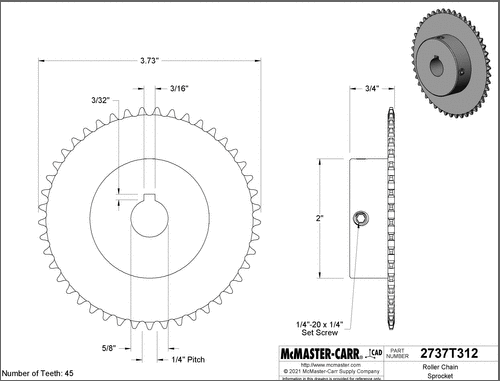 3.73"
3/16"
3/32"
3/4"
2"
1/4"-20 x 1/4"
Set Screw
5/8"
1/4" Pitch
Number of Teeth: 45
McMASTER-CARR® CAD
http://www.mcmaster.com
© 2021 McMaster-Carr Supply Company
Information in this drawing is provided for reference only.
PART
NUMBER
2737T312
Roller Chain
Sprocket